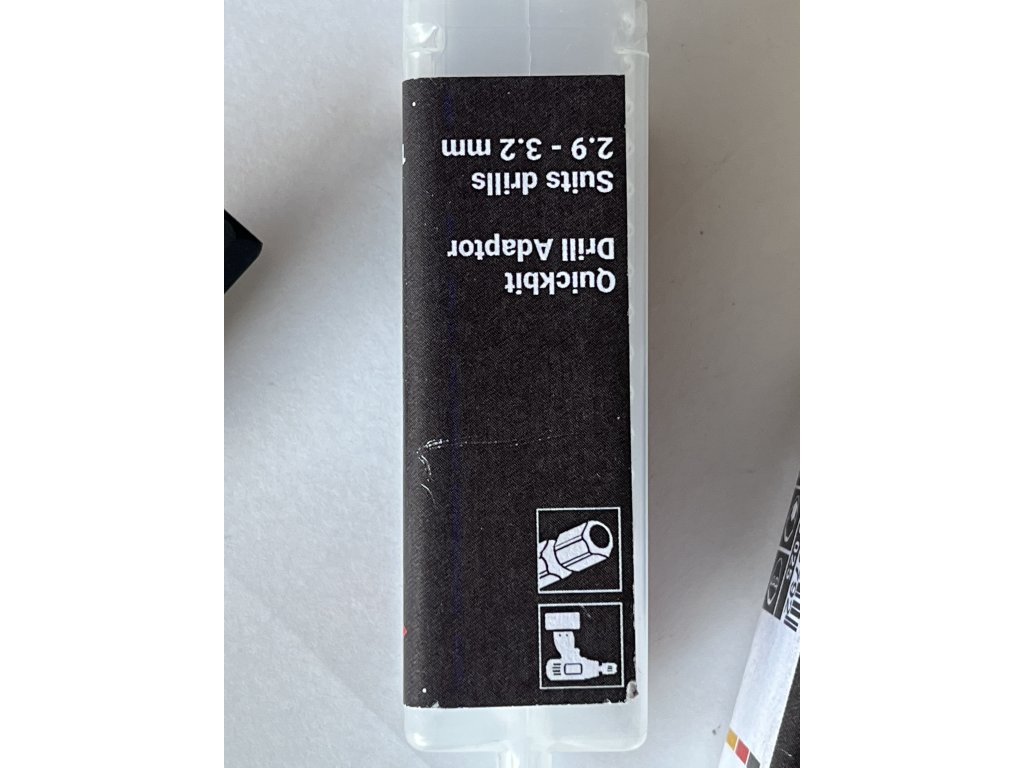 Quickbit
Drill Adaptor
Suits drills
2.9 - 3.2 mm